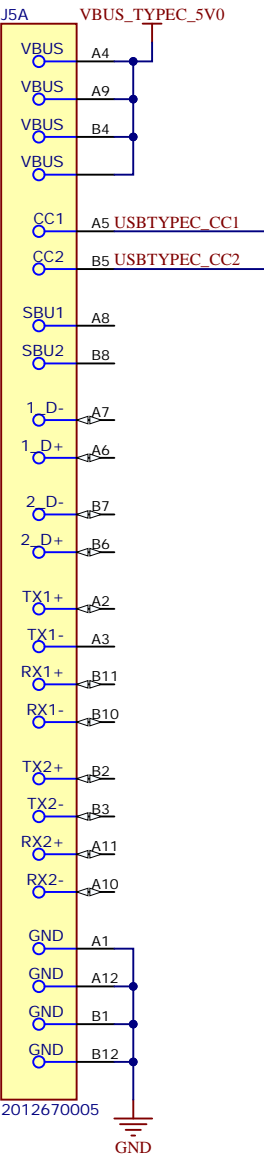 J5A VBUS_TYPEC_5V0
VBUS A4
VBUS A9
VBUS B4
VBUS
CC1 A5 USBTYPEC_CC1
CC2 B5 USBTYPEC_CC2
SBU1 A8
SBU2 B8
1_D- A7
1_D+ A6
2_D- B7
2_D+ B6
TX1+ A2
TX1- A3
RX1+ B11
RX1- B10
TX2+ B2
TX2- B3
RX2+ A11
RX2- A10
GND A1
GND A12
GND B1
GND B12
2012670005
GND